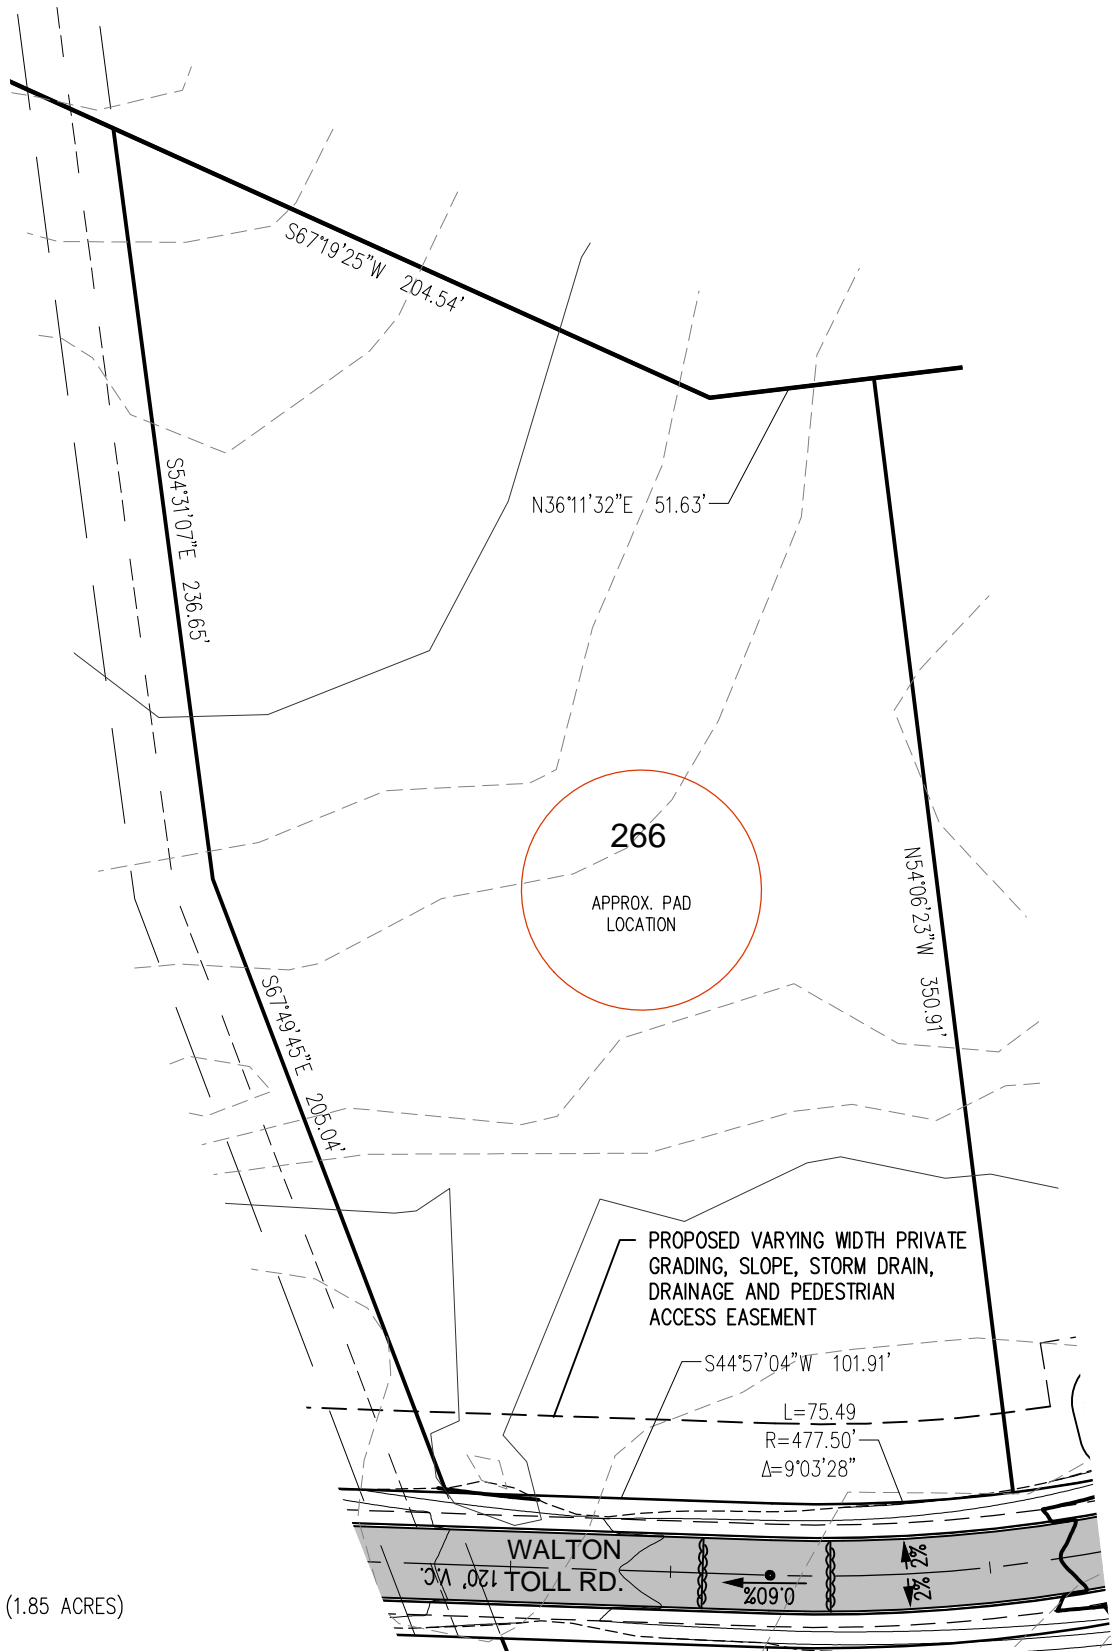 S67°19'25"W 204.54'
N36°11'32"E 51.63'
S54°31'07"E 236.65'
266
APPROX. PAD
LOCATION
N54°06'23"W 350.91'
S67°49'45"E 205.04'
PROPOSED VARYING WIDTH PRIVATE
GRADING, SLOPE, STORM DRAIN,
DRAINAGE AND PEDESTRIAN
ACCESS EASEMENT
S44°57'04"W 101.91'
L=75.49
R=477.50'
Δ=9°03'28"
WALTON
TOLL RD.
120' V.C.
0.60%
2%
2%
(1.85 ACRES)